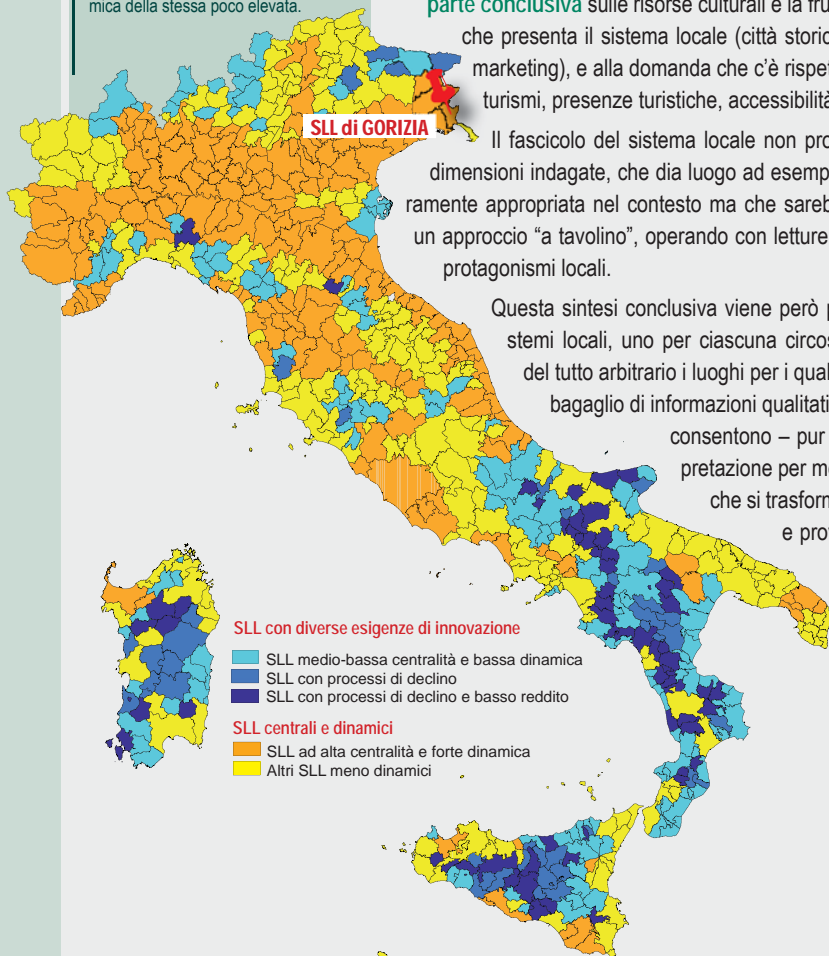 mica della stessa poco elevata.
parte conclusiva sulle risorse culturali e la fru
che presenta il sistema locale (città storic
marketing), e alla domanda che c'è rispet
turismi, presenze turistiche, accessibilità
SLL di GORIZIA
Il fascicolo del sistema locale non pro
dimensioni indagate, che dia luogo ad esemp
ramente appropriata nel contesto ma che sareb
un approccio “a tavolino”, operando con letture
protagonismi locali.
Questa sintesi conclusiva viene però p
stemi locali, uno per ciascuna circos
del tutto arbitrario i luoghi per i qual
bagaglio di informazioni qualitati
consentono – pur
pretazione per me
che si trasform
e prot
SLL con diverse esigenze di innovazione
SLL medio-bassa centralità e bassa dinamica
SLL con processi di declino
SLL con processi di declino e basso reddito
SLL centrali e dinamici
SLL ad alta centralità e forte dinamica
Altri SLL meno dinamici